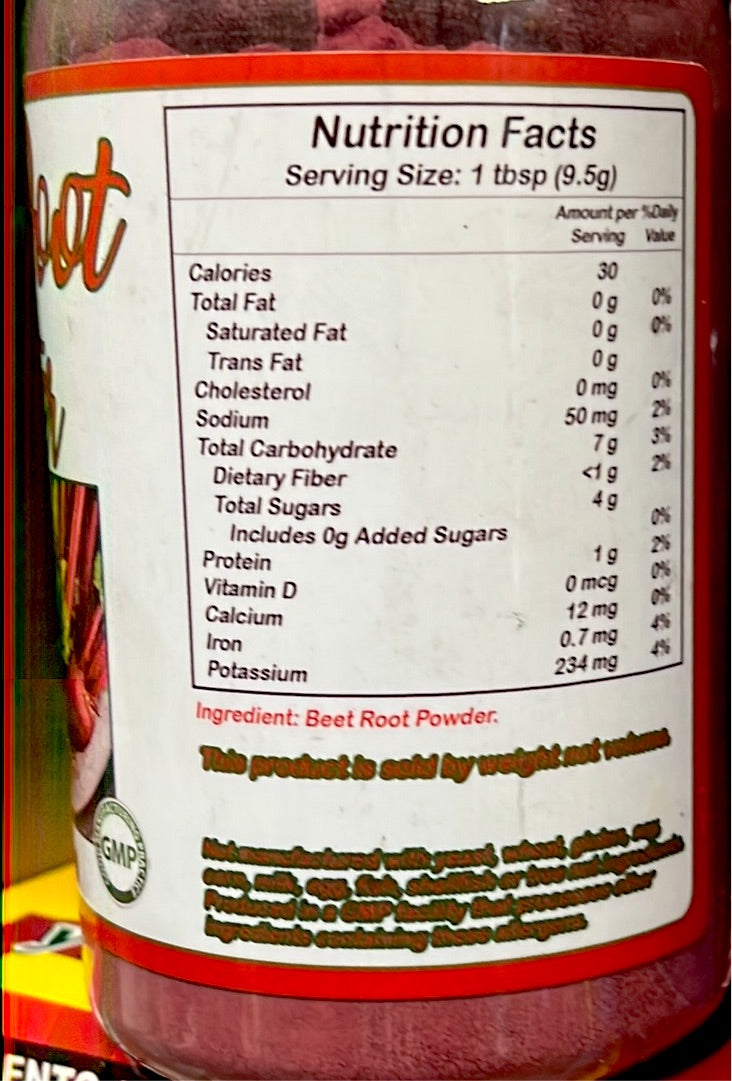 oot
Nutrition Facts
Serving Size: 1 tbsp (9.5g)
Amount per %Daily
Serving Value
Calories 30
Total Fat 0 g 0%
Saturated Fat 0 g 0%
Trans Fat 0 g
Cholesterol 0 mg 0%
Sodium 50 mg 2%
Total Carbohydrate 7 g 3%
Dietary Fiber <1 g 2%
Total Sugars 4 g
Includes 0g Added Sugars 0%
Protein 1 g 2%
Vitamin D 0 mcg 0%
Calcium 12 mg 0%
Iron 0.7 mg 4%
Potassium 234 mg 4%
Ingredient: Beet Root Powder.
This product is sold by weight not volume.
Not manufactured with yeast, wheat, gluten, soy
corn, milk, egg, fish, shellfish or tree nut ingredients.
Produced in a GMP facility that processes other
ingredients containing these allergens.
GMP
ENTO